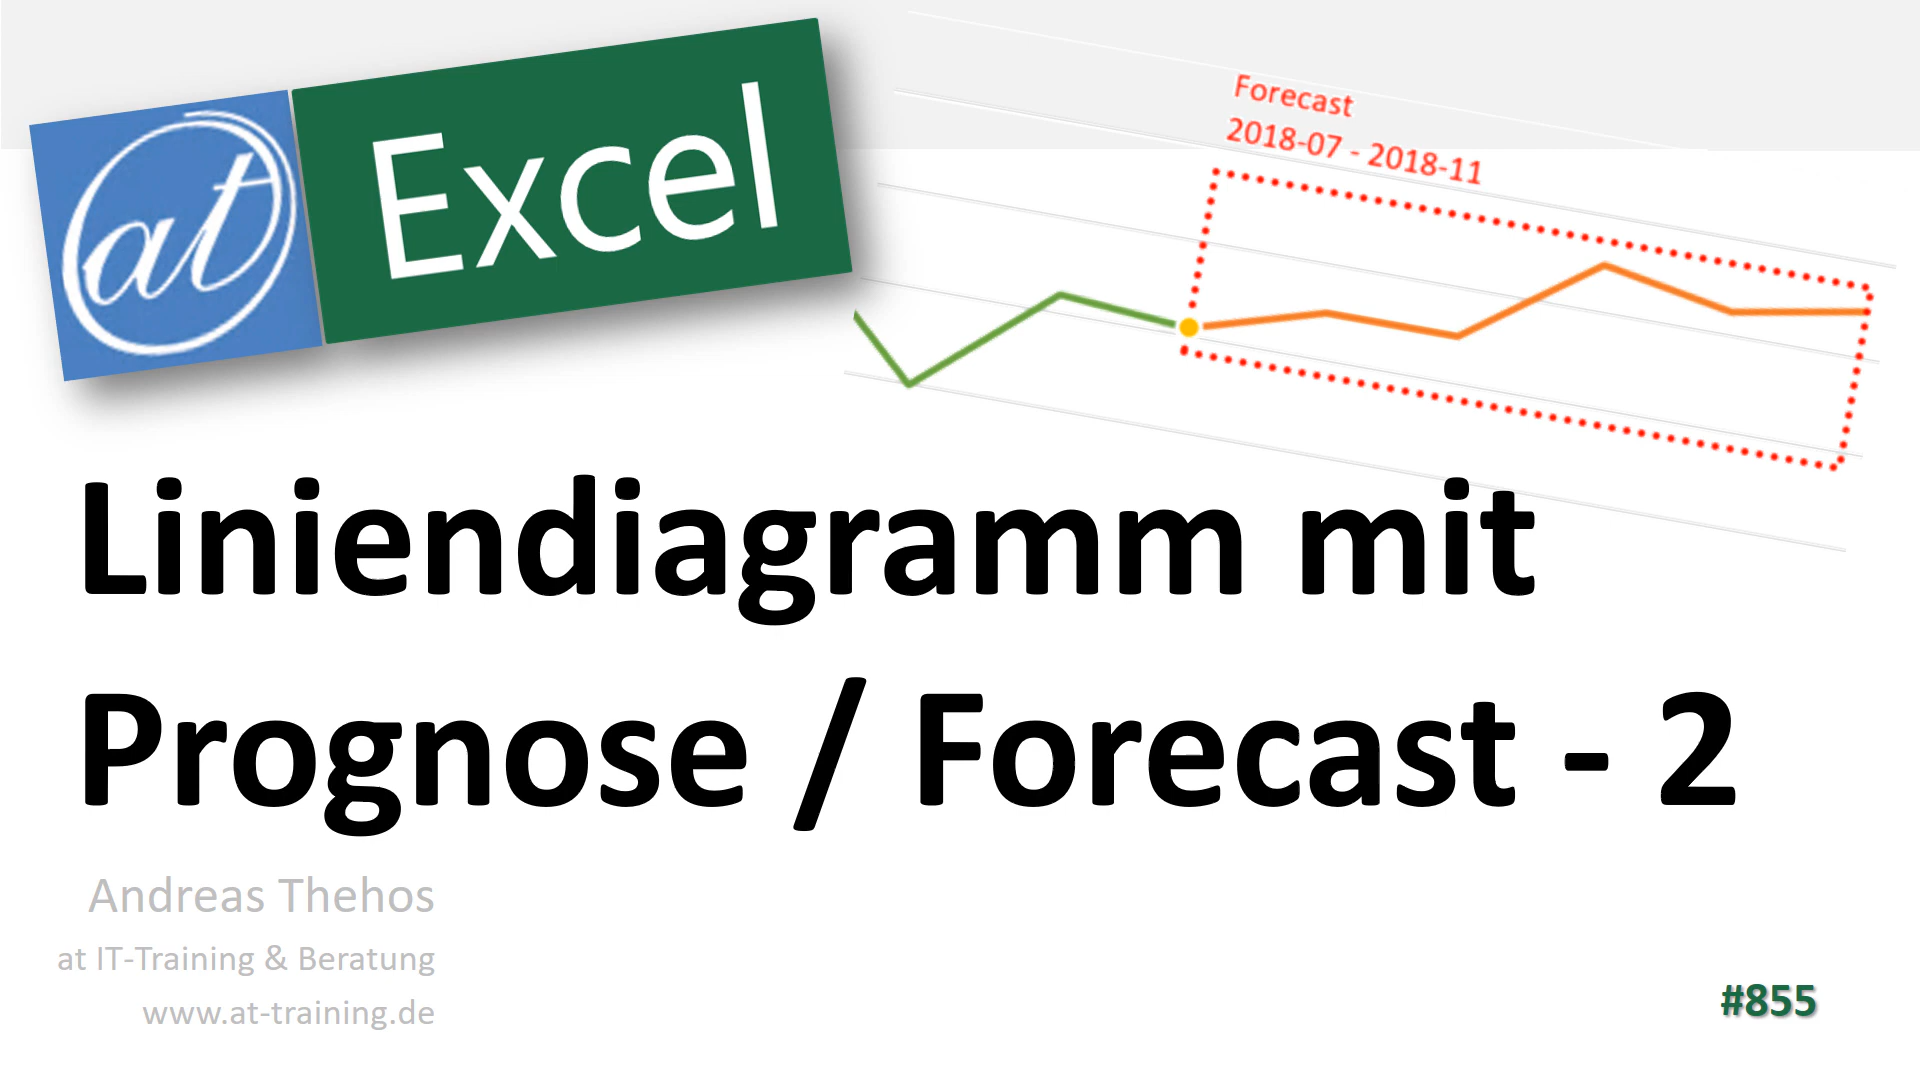 at
Excel
Forecast
2018-07 - 2018-11
Liniendiagramm mit
Prognose / Forecast - 2
Andreas Thehos
at IT-Training & Beratung
www.at-training.de
#855